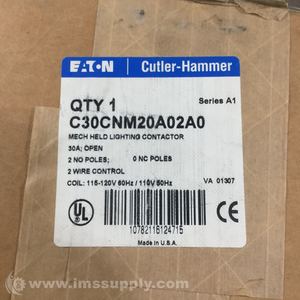 EATON Cutler-Hammer
QTY 1 Series A1
C30CNM20A02A0
MECH HELD LIGHTING CONTACTOR
30A; OPEN
2 NO POLES; 0 NC POLES
2 WIRE CONTROL
COIL: 115-120V 60Hz / 110V 50Hz VA 01307
UL
10782116124715
Made in U.S.A.
© www.imssupply.com